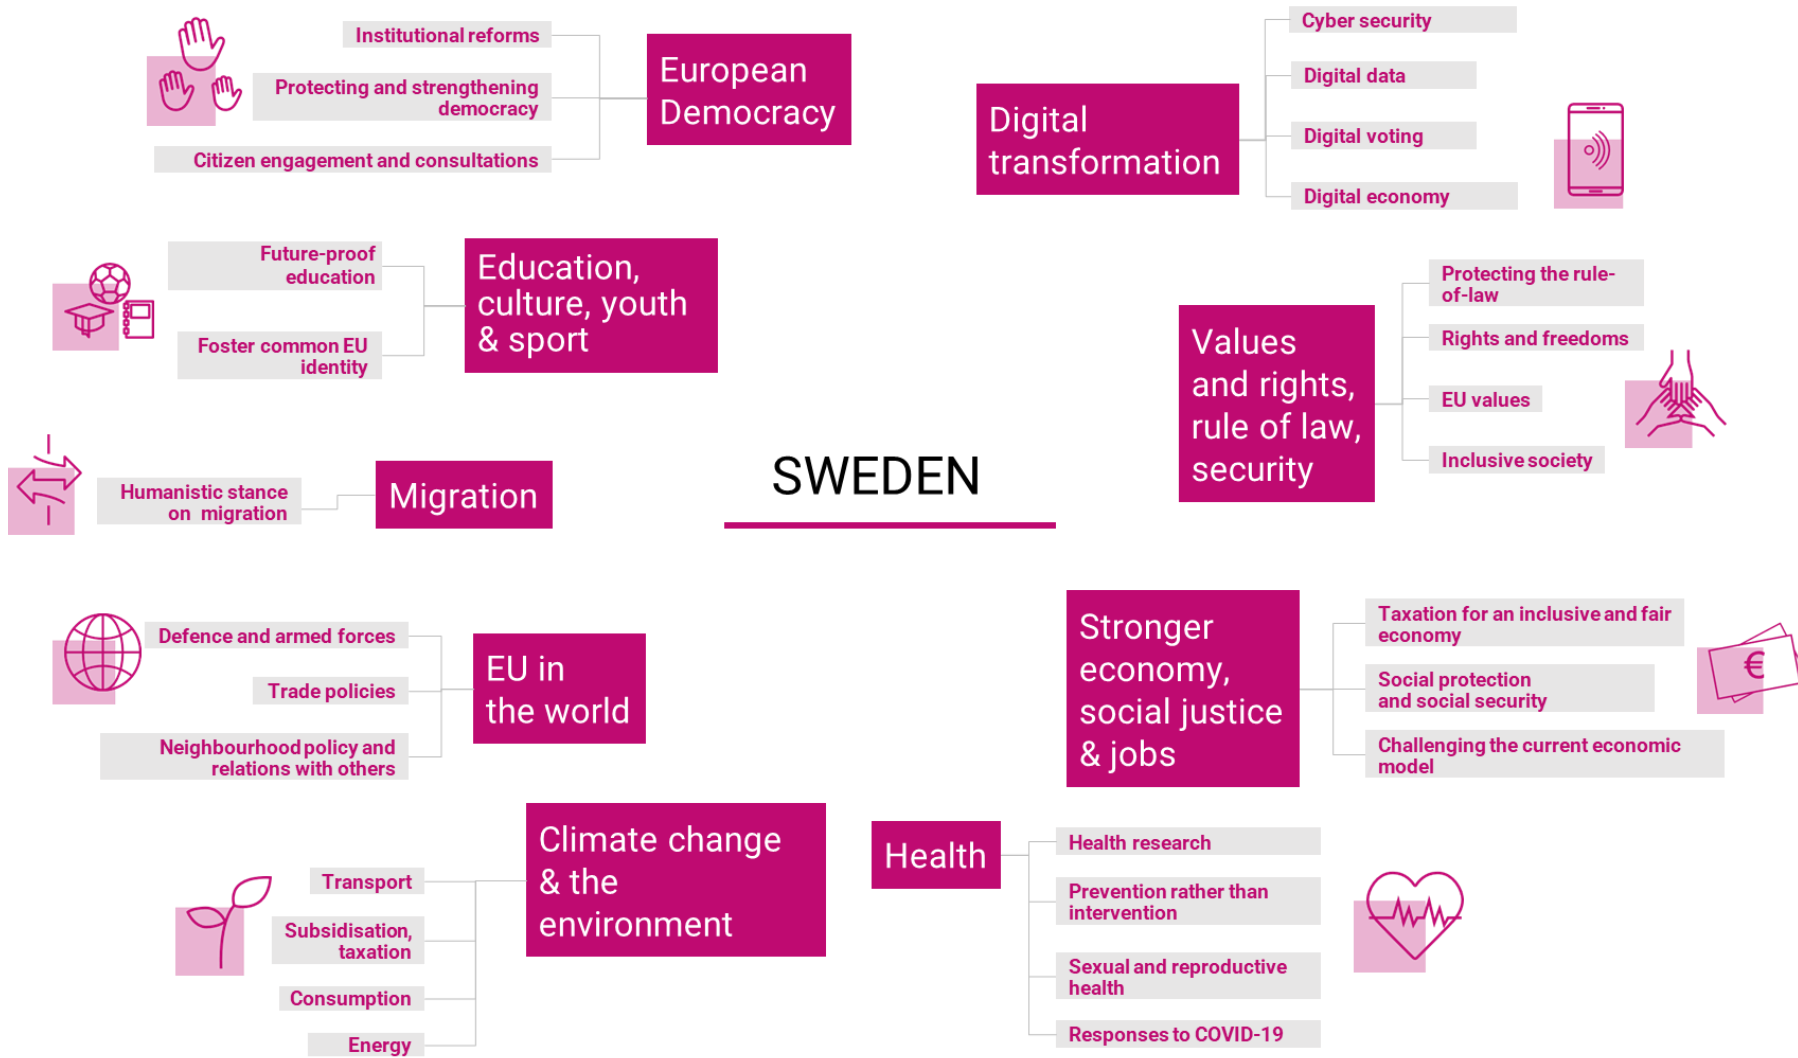 Institutional reforms
Protecting and strengthening
democracy
Citizen engagement and consultations
European
Democracy
Digital
transformation
Cyber security
Digital data
Digital voting
Digital economy
Future-proof
education
Foster common EU
identity
Education,
culture, youth
& sport
Values
and rights,
rule of law,
security
Protecting the rule-
of-law
Rights and freedoms
EU values
Inclusive society
Humanistic stance
on migration
Migration
SWEDEN
Defence and armed forces
Trade policies
Neighbourhood policy and
relations with others
EU in
the world
Stronger
economy,
social justice
& jobs
Taxation for an inclusive and fair
economy
Social protection
and social security
Challenging the current economic
model
€
Transport
Subsidisation,
taxation
Consumption
Energy
Climate change
& the
environment
Health
Health research
Prevention rather than
intervention
Sexual and reproductive
health
Responses to COVID-19